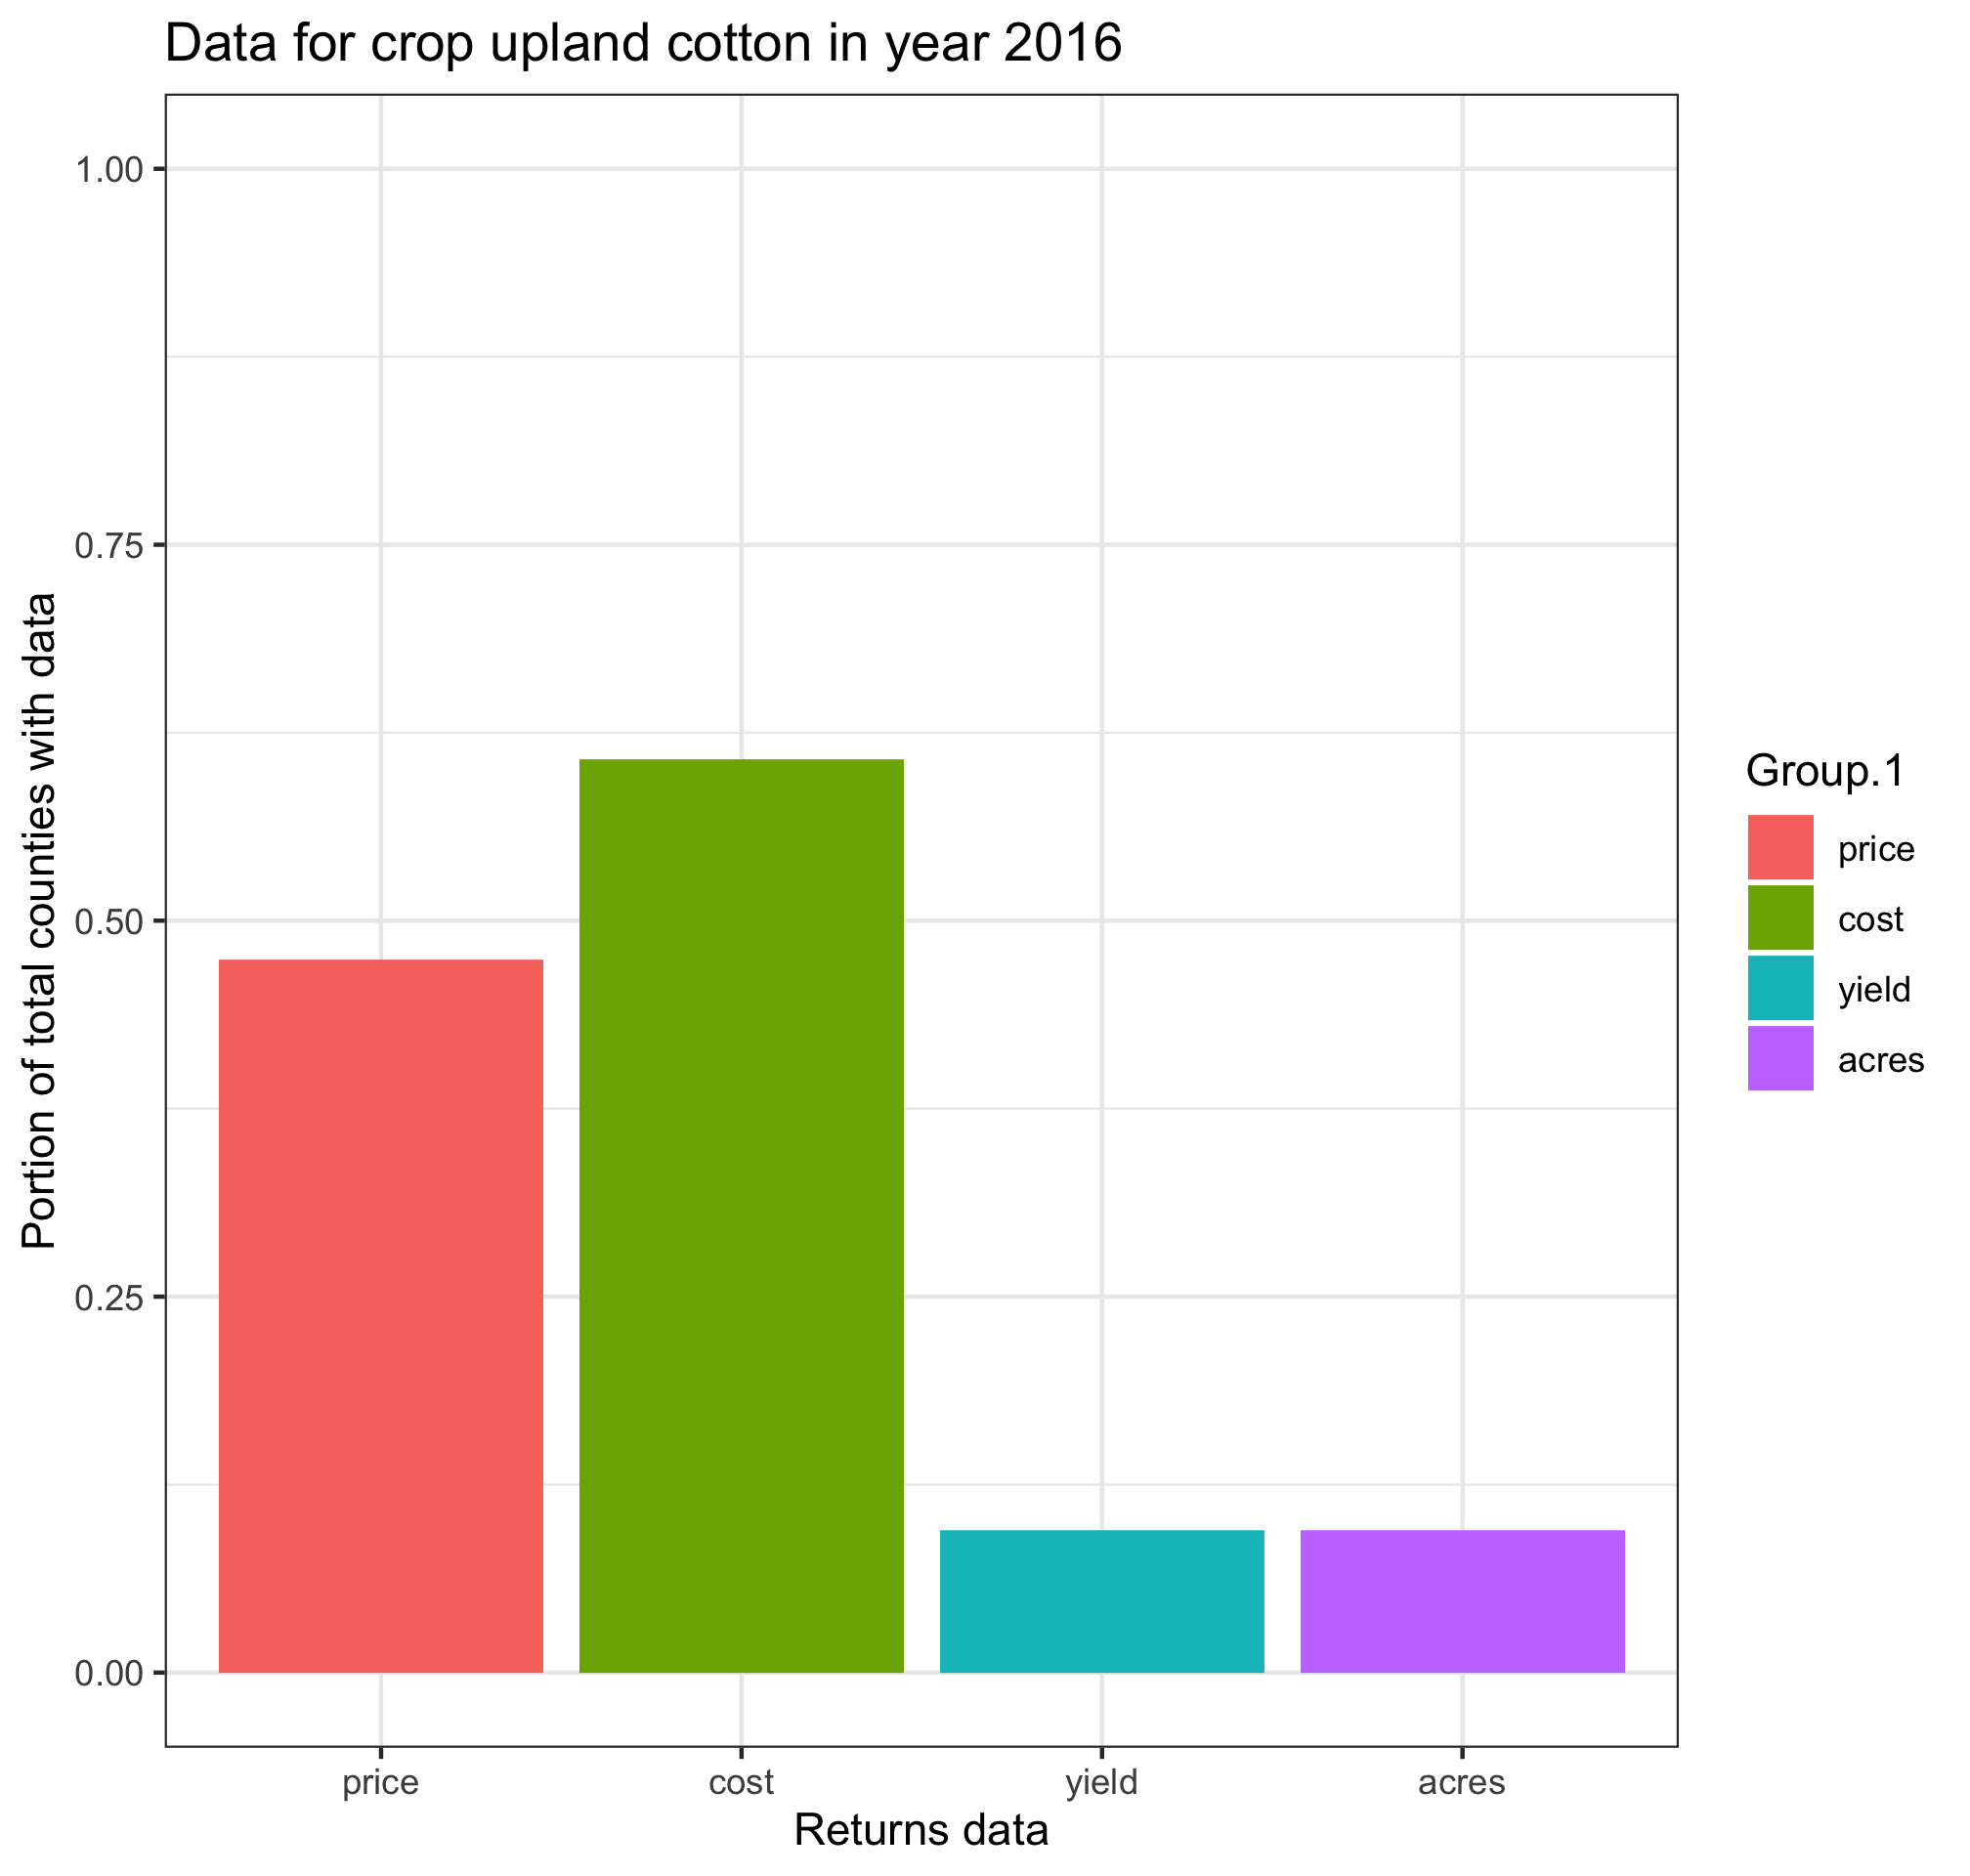 Data for crop upland cotton in year 2016
Portion of total counties with data
1.00
0.75
0.50
0.25
0.00
price
cost
yield
acres
Returns data
Group.1
price
cost
yield
acres